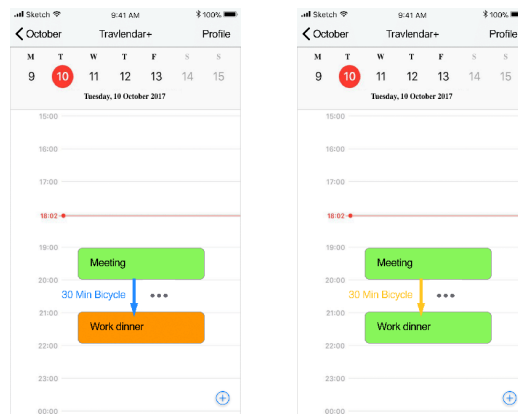 Sketch 9:41 AM 100%
October Travlendar+ Profile
M T W T F S S
9 10 11 12 13 14 15
Tuesday, 10 October 2017
15:00
16:00
17:00
18:02
19:00
Meeting
20:00
30 Min Bicycle
21:00
Work dinner
22:00
23:00
00:00
Sketch 9:41 AM 100%
October Travlendar+ Profile
M T W T F S S
9 10 11 12 13 14 15
Tuesday, 10 October 2017
15:00
16:00
17:00
18:02
19:00
Meeting
20:00
30 Min Bicycle
21:00
Work dinner
22:00
23:00
00:00